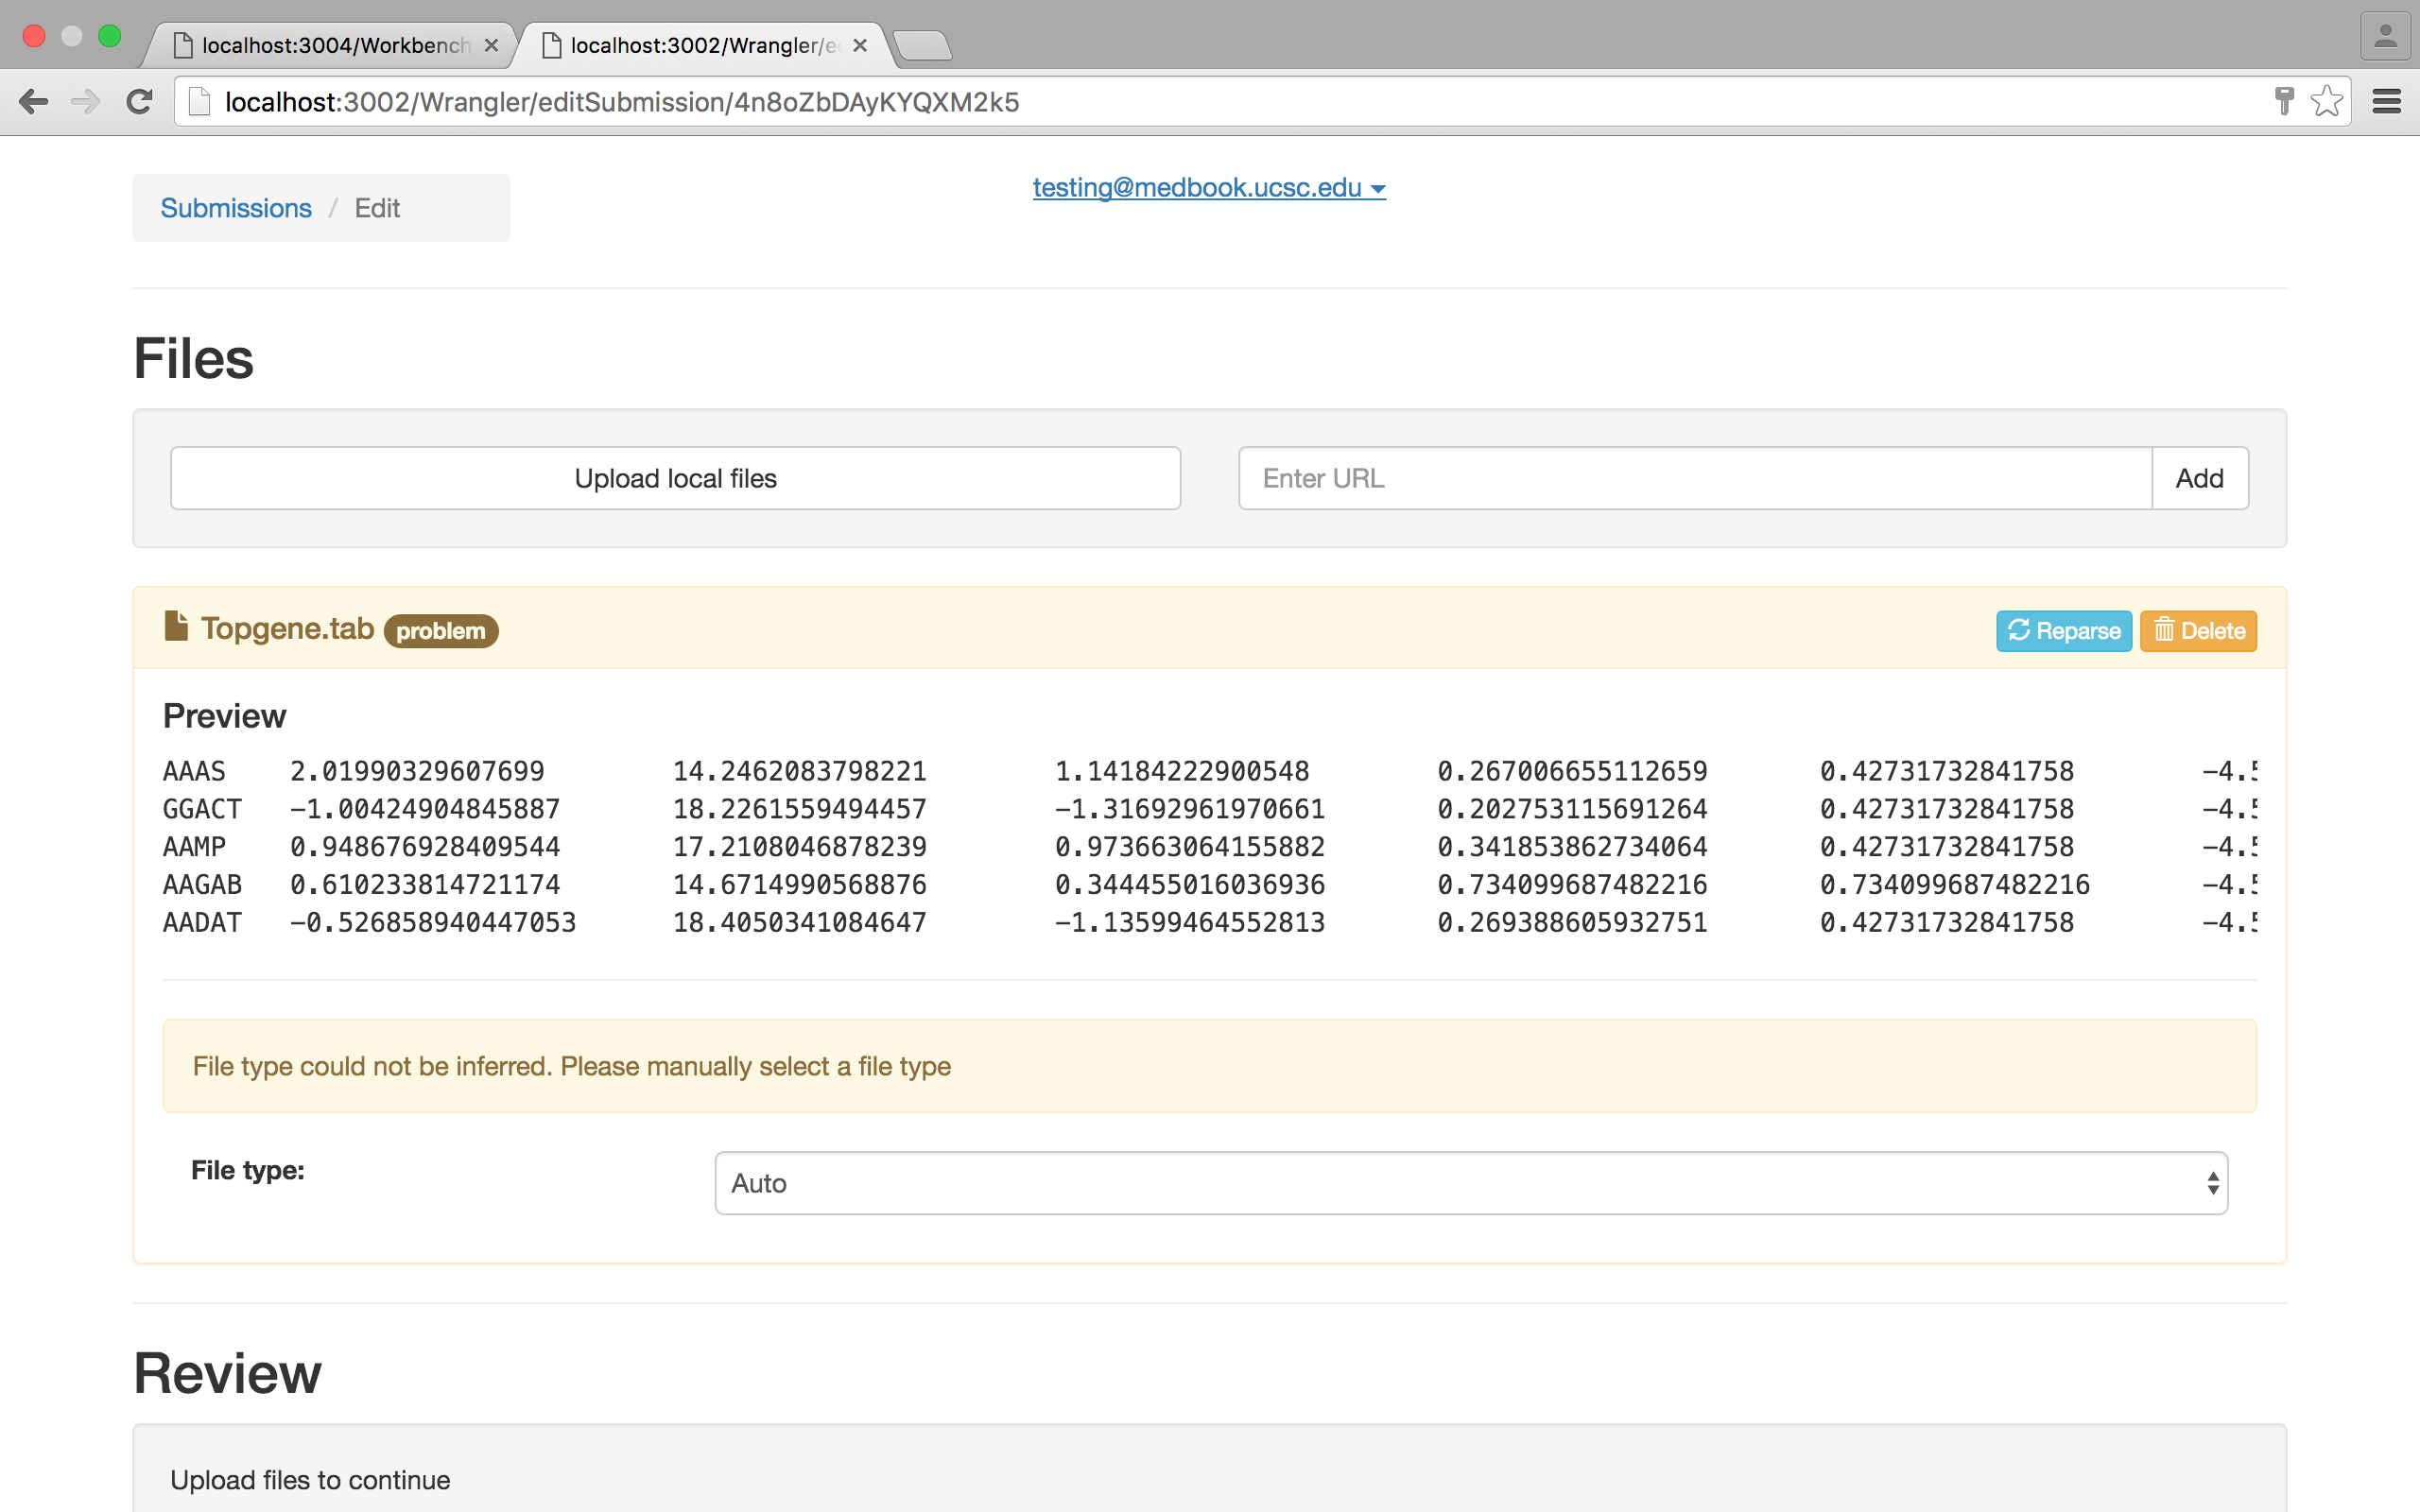 localhost:3004/Workbench localhost:3002/Wrangler/e
localhost:3002/Wrangler/editSubmission/4n8oZbDAyKYQXM2k5
Submissions / Edit
testing@medbook.ucsc.edu
Files
Upload local files Enter URL Add
Topgene.tab problem Reparse Delete
Preview
AAAS 2.01990329607699 14.2462083798221 1.14184222900548 0.267006655112659 0.42731732841758 -4.5
GGACT -1.00424904845887 18.2261559494457 -1.31692961970661 0.202753115691264 0.42731732841758 -4.5
AAMP 0.948676928409544 17.2108046878239 0.973663064155882 0.341853862734064 0.42731732841758 -4.5
AAGAB 0.610233814721174 14.6714990568876 0.344455016036936 0.734099687482216 0.734099687482216 -4.5
AADAT -0.526858940447053 18.4050341084647 -1.13599464552813 0.269388605932751 0.42731732841758 -4.5
File type could not be inferred. Please manually select a file type
File type: Auto
Review
Upload files to continue